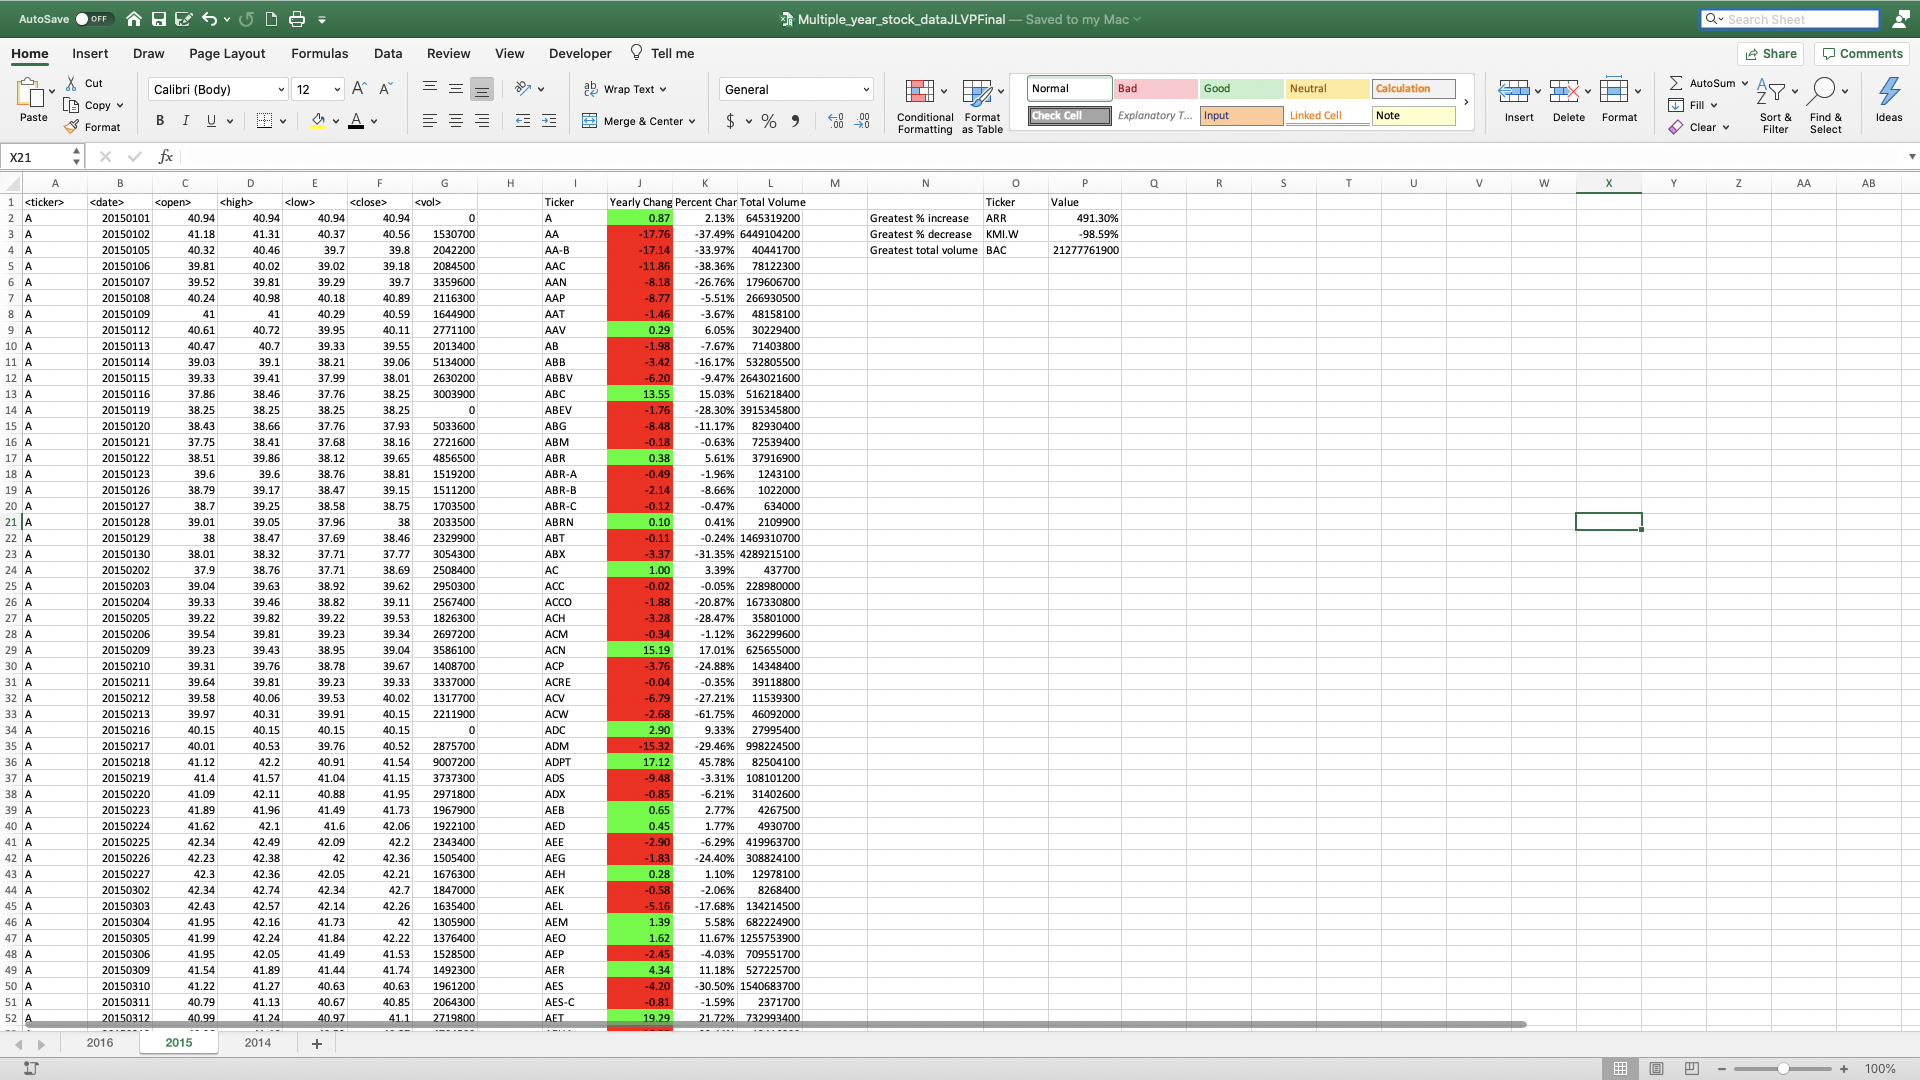 AutoSave OFF Multiple_year_stock_dataJLVPFinal — Saved to my Mac Search Sheet
Home Insert Draw Page Layout Formulas Data Review View Developer Tell me Share Comments
Paste Cut Copy Format Calibri (Body) 12 A A Wrap Text General Conditional Formatting Format as Table Normal Bad Good Neutral Calculation Insert Delete Format AutoSum Fill Clear Sort & Filter Find & Select Ideas
B I U A Merge & Center $ % Check Cell Explanatory T... Input Linked Cell Note
X21 fx
A B C D E F G H I J K L M N O P Q R S T U V W X Y Z AA AB
1 <ticker> <date> <open> <high> <low> <close> <vol> Ticker Yearly Chang Percent Char Total Volume Ticker Value
2 A 20150101 40.94 40.94 40.94 40.94 0 A 0.87 2.13% 645319200 Greatest % increase ARR 491.30%
3 A 20150102 41.18 41.31 40.37 40.56 1530700 AA -17.76 -37.49% 6449104200 Greatest % decrease KMI.W -98.59%
4 A 20150105 40.32 40.46 39.7 39.8 2042200 AA-B -17.14 -33.97% 40441700 Greatest total volume BAC 21277761900
5 A 20150106 39.81 40.02 39.02 39.18 2084500 AAC -11.86 -38.36% 78122300
6 A 20150107 39.52 39.81 39.29 39.7 3359600 AAN -8.18 -26.76% 179606700
7 A 20150108 40.24 40.98 40.18 40.89 2116300 AAP -8.77 -5.51% 266930500
8 A 20150109 41 41 40.29 40.59 1644900 AAT -1.46 -3.67% 48158100
9 A 20150112 40.61 40.72 39.95 40.11 2771100 AAV 0.29 6.05% 30229400
10 A 20150113 40.47 40.7 39.33 39.55 2013400 AB -1.98 -7.67% 71403800
11 A 20150114 39.03 39.1 38.21 39.06 5134000 ABB -3.42 -16.17% 532805500
12 A 20150115 39.33 39.41 37.99 38.01 2630200 ABBV -6.20 -9.47% 2643021600
13 A 20150116 37.86 38.46 37.76 38.25 3003900 ABC 13.55 15.03% 516218400
14 A 20150119 38.25 38.25 38.25 38.25 0 ABEV -1.76 -28.30% 3915345800
15 A 20150120 38.43 38.66 37.76 37.93 5033600 ABG -8.48 -11.17% 82930400
16 A 20150121 37.75 38.41 37.68 38.16 2721600 ABM -0.18 -0.63% 72539400
17 A 20150122 38.51 39.86 38.12 39.65 4856500 ABR 0.38 5.61% 37916900
18 A 20150123 39.6 39.6 38.76 38.81 1519200 ABR-A -0.49 -1.96% 1243100
19 A 20150126 38.79 39.17 38.47 39.15 1511200 ABR-B -2.14 -8.66% 1022000
20 A 20150127 38.7 39.25 38.58 38.75 1703500 ABR-C -0.12 -0.47% 634000
21 A 20150128 39.01 39.05 37.96 38 2033500 ABRN 0.10 0.41% 2109900
22 A 20150129 38 38.47 37.69 38.46 2329900 ABT -0.11 -0.24% 1469310700
23 A 20150130 38.01 38.32 37.71 37.77 3054300 ABX -3.37 -31.35% 4289215100
24 A 20150202 37.9 38.76 37.71 38.69 2508400 AC 1.00 3.39% 437700
25 A 20150203 39.04 39.63 38.92 39.62 2950300 ACC -0.02 -0.05% 228980000
26 A 20150204 39.33 39.46 38.82 39.11 2567400 ACCO -1.88 -20.87% 167330800
27 A 20150205 39.22 39.82 39.22 39.53 1826300 ACH -3.28 -28.47% 35801000
28 A 20150206 39.54 39.81 39.23 39.34 2697200 ACM -0.34 -1.12% 362299600
29 A 20150209 39.23 39.43 38.95 39.04 3586100 ACN 15.19 17.01% 625655000
30 A 20150210 39.31 39.76 38.78 39.67 1408700 ACP -3.76 -24.88% 14348400
31 A 20150211 39.64 39.81 39.23 39.33 3337000 ACRE -0.04 -0.35% 39118800
32 A 20150212 39.58 40.06 39.53 40.02 1317700 ACV -6.79 -27.21% 11539300
33 A 20150213 39.97 40.31 39.91 40.15 2211900 ACW -2.68 -61.75% 46092000
34 A 20150216 40.15 40.15 40.15 40.15 0 ADC 2.90 9.33% 27995400
35 A 20150217 40.01 40.53 39.76 40.52 2875700 ADM -15.32 -29.46% 998224500
36 A 20150218 41.12 42.2 40.91 41.54 9007200 ADPT 17.12 45.78% 82504100
37 A 20150219 41.4 41.57 41.04 41.15 3737300 ADS -9.48 -3.31% 108101200
38 A 20150220 41.09 42.11 40.88 41.95 2971800 ADX -0.85 -6.21% 31402600
39 A 20150223 41.89 41.96 41.49 41.73 1967900 AEB 0.65 2.77% 4267500
40 A 20150224 41.62 42.1 41.6 42.06 1922100 AED 0.45 1.77% 4930700
41 A 20150225 42.34 42.49 42.09 42.2 2343400 AEE -2.90 -6.29% 419963700
42 A 20150226 42.23 42.38 42 42.36 1505400 AEG -1.83 -24.40% 308824100
43 A 20150227 42.3 42.36 42.05 42.21 1676300 AEH 0.28 1.10% 12978100
44 A 20150302 42.34 42.74 42.34 42.7 1847000 AEK -0.58 -2.06% 8268400
45 A 20150303 42.43 42.57 42.14 42.26 1635400 AEL -5.16 -17.68% 134214500
46 A 20150304 41.95 42.16 41.73 42 1305900 AEM 1.39 5.58% 682224900
47 A 20150305 41.99 42.24 41.84 42.22 1376400 AEO 1.62 11.67% 1255753900
48 A 20150306 41.95 42.05 41.49 41.53 1528500 AEP -2.45 -4.03% 709551700
49 A 20150309 41.54 41.89 41.44 41.74 1492300 AER 4.34 11.18% 527225700
50 A 20150310 41.22 41.27 40.63 40.63 1961200 AES -4.20 -30.50% 1540683700
51 A 20150311 40.79 41.13 40.67 40.85 2064300 AES-C -0.81 -1.59% 2371700
52 A 20150312 40.99 41.24 40.97 41.1 2719800 AET 19.29 21.72% 732993400
2016 2015 2014 +
100%